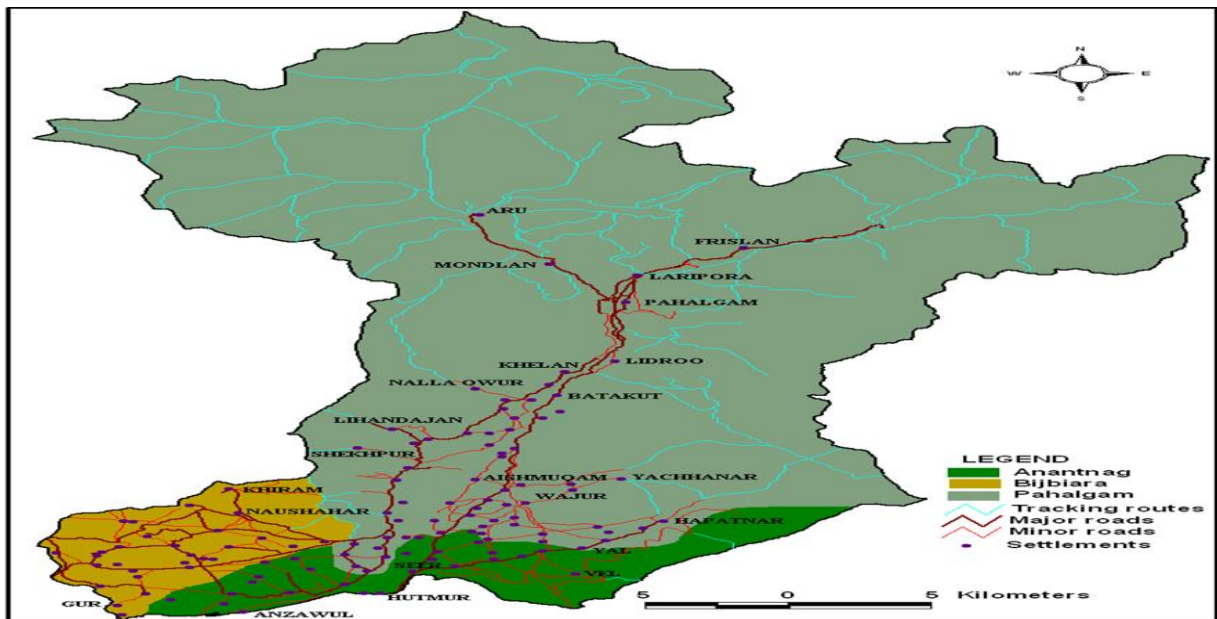 N
W E
S
ARU
FRISLAN
MONDLAN
LARIPORA
PAHALGAM
KHELAN
LIDROO
NALLA OWUR
BATAKUT
LIHANDAJAN
SHEKHPUR
AISHMUQAM
YACHHANAR
KHIRAM
WAJUR
NAUSHAHAR
HAPATNAR
YAL
SEER
VEL
GUR
HUTMUR
ANZAWUL
LEGEND
Anantnag
Bijbiara
Pahalgam
Tracking routes
Major roads
Minor roads
Settlements
5 0 5 Kilometers